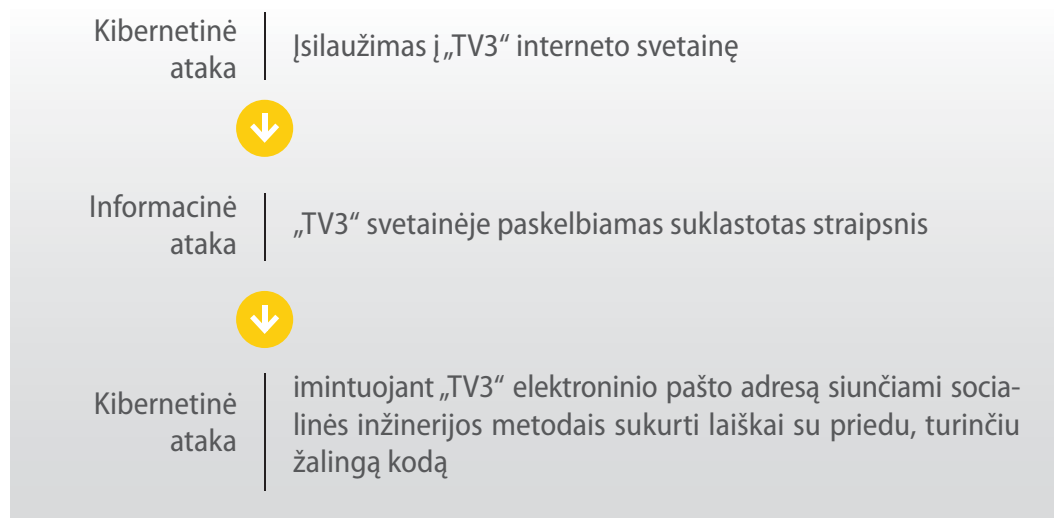 Kibernetinė
ataka
Įsilaužimas į „TV3“ interneto svetainę
Informacinė
ataka
„TV3“ svetainėje paskelbiamas suklastotas straipsnis
Kibernetinė
ataka
imintuojant „TV3“ elektroninio pašto adresą siunčiami socia-
linės inžinerijos metodais sukurti laiškai su priedu, turinčiu
žalingą kodą